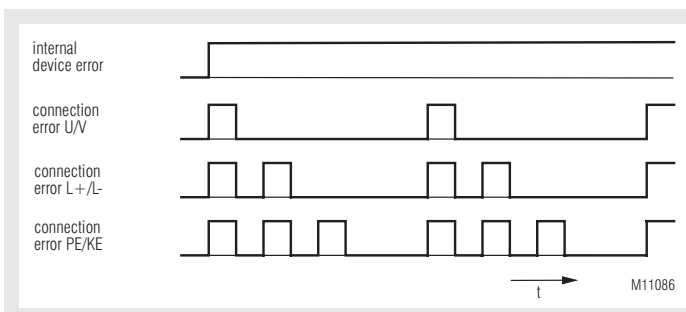 internal
device error
connection
error U/V
connection
error L+/L-
connection
error PE/KE
t
M11086